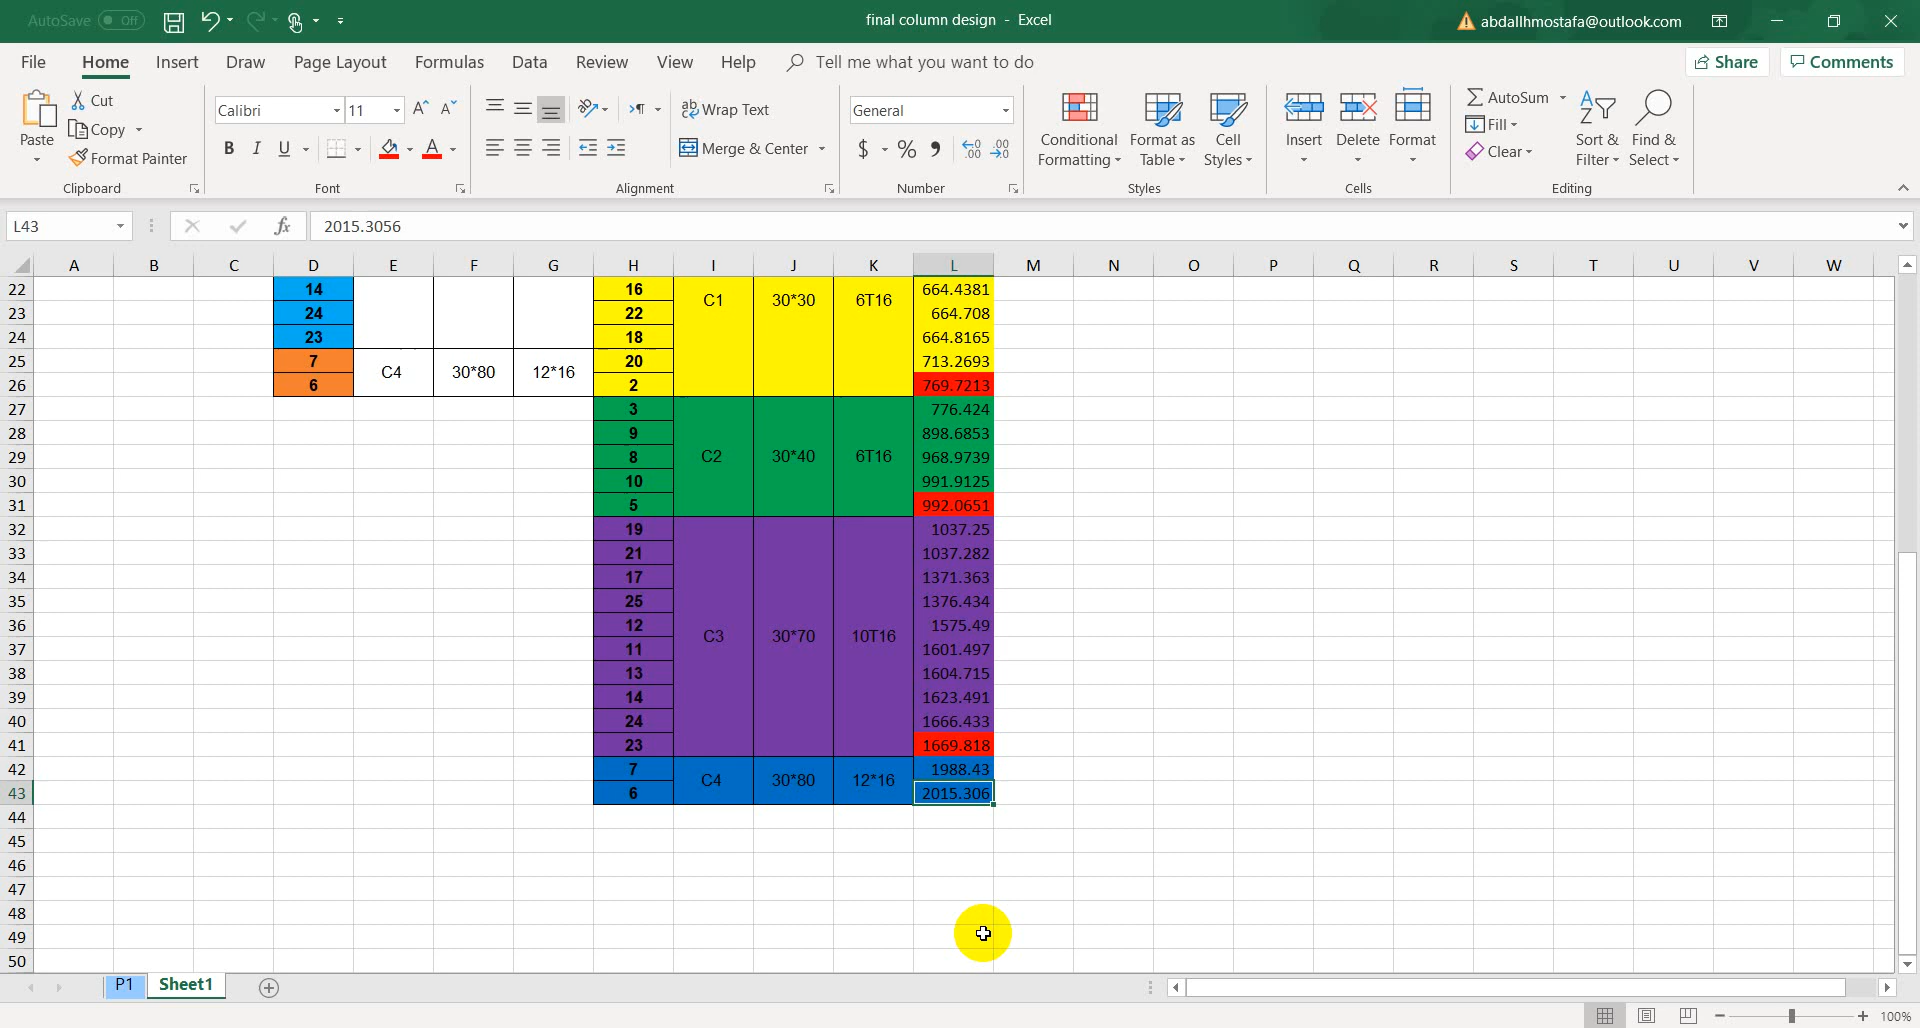 AutoSave Off
final column design - Excel
abdallhmostafa@outlook.com
File Home Insert Draw Page Layout Formulas Data Review View Help Tell me what you want to do
Share Comments
Paste
Cut
Copy
Format Painter
Clipboard
Calibri 11
B I U
Font
Wrap Text
Merge & Center
Alignment
General
$ % 9 .00
Number
Conditional Formatting
Format as Table
Cell Styles
Styles
Insert Delete Format
Cells
AutoSum
Fill
Clear
Sort & Filter
Find & Select
Editing
L43 fx 2015.3056
A B C D E F G H I J K L M N O P Q R S T U V W
22 14 16 C1 30*30 6T16 664.4381
23 24 22 664.708
24 23 18 664.8165
25 7 C4 30*80 12*16 20 713.2693
26 6 2 769.7213
27 3 776.424
28 9 898.6853
29 8 C2 30*40 6T16 968.9739
30 10 991.9125
31 5 992.0651
32 19 1037.25
33 21 1037.282
34 17 1371.363
35 25 1376.434
36 12 1575.49
37 11 C3 30*70 10T16 1601.497
38 13 1604.715
39 14 1623.491
40 24 1666.433
41 23 1669.818
42 7 C4 30*80 12*16 1988.43
43 6 2015.306
44
45
46
47
48
49
50
P1 Sheet1
100%